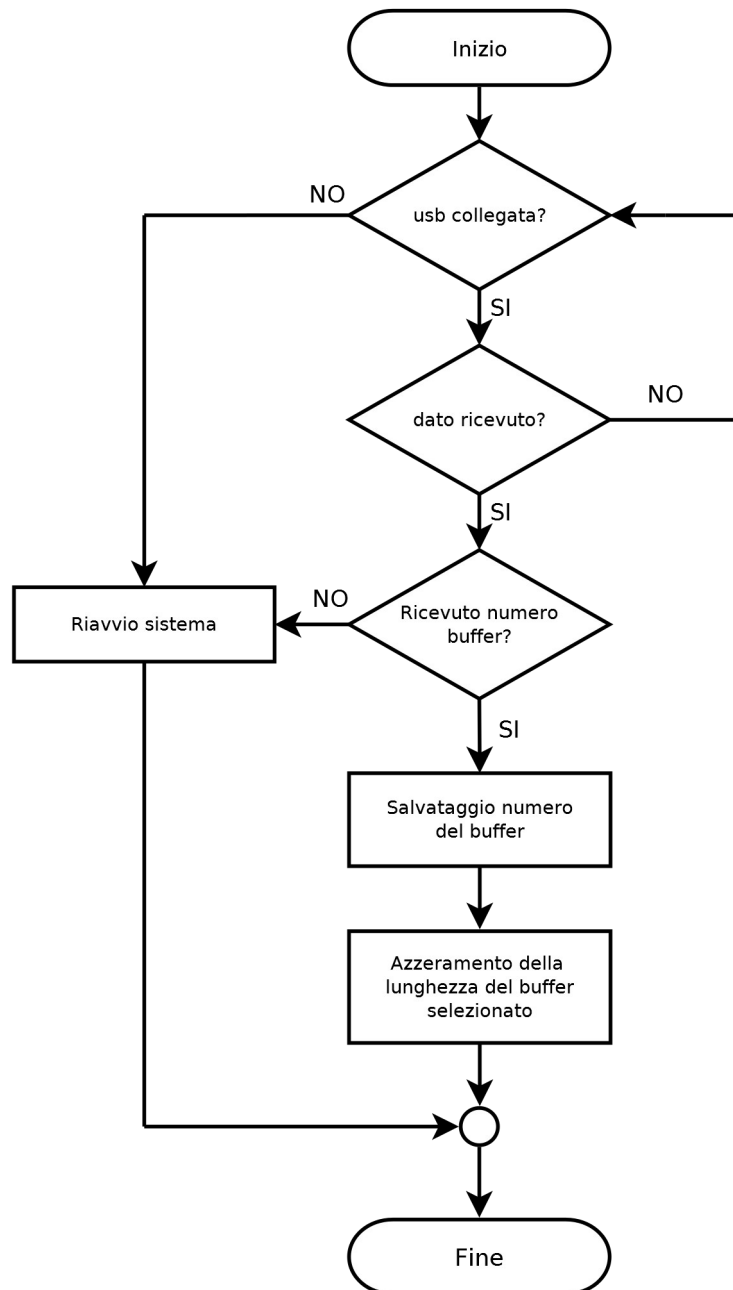 Inizio
NO
usb collegata?
SI
NO
dato ricevuto?
SI
NO
Ricevuto numero
buffer?
Riavvio sistema
SI
Salvataggio numero
del buffer
Azzeramento della
lunghezza del buffer
selezionato
Fine